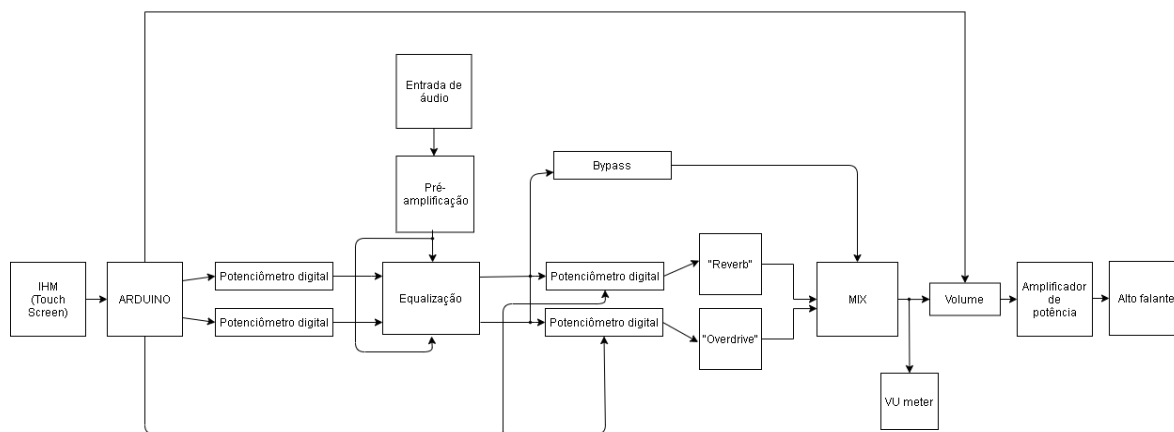 Entrada de
áudio
Pré-
amplificação
Bypass
IHM
(Touch
Screen)
ARDUINO
Potenciômetro digital
Potenciômetro digital
Equalização
Potenciômetro digital
Potenciômetro digital
"Reverb"
"Overdrive"
MIX
Volume
Amplificador
de
potência
Alto falante
VU meter